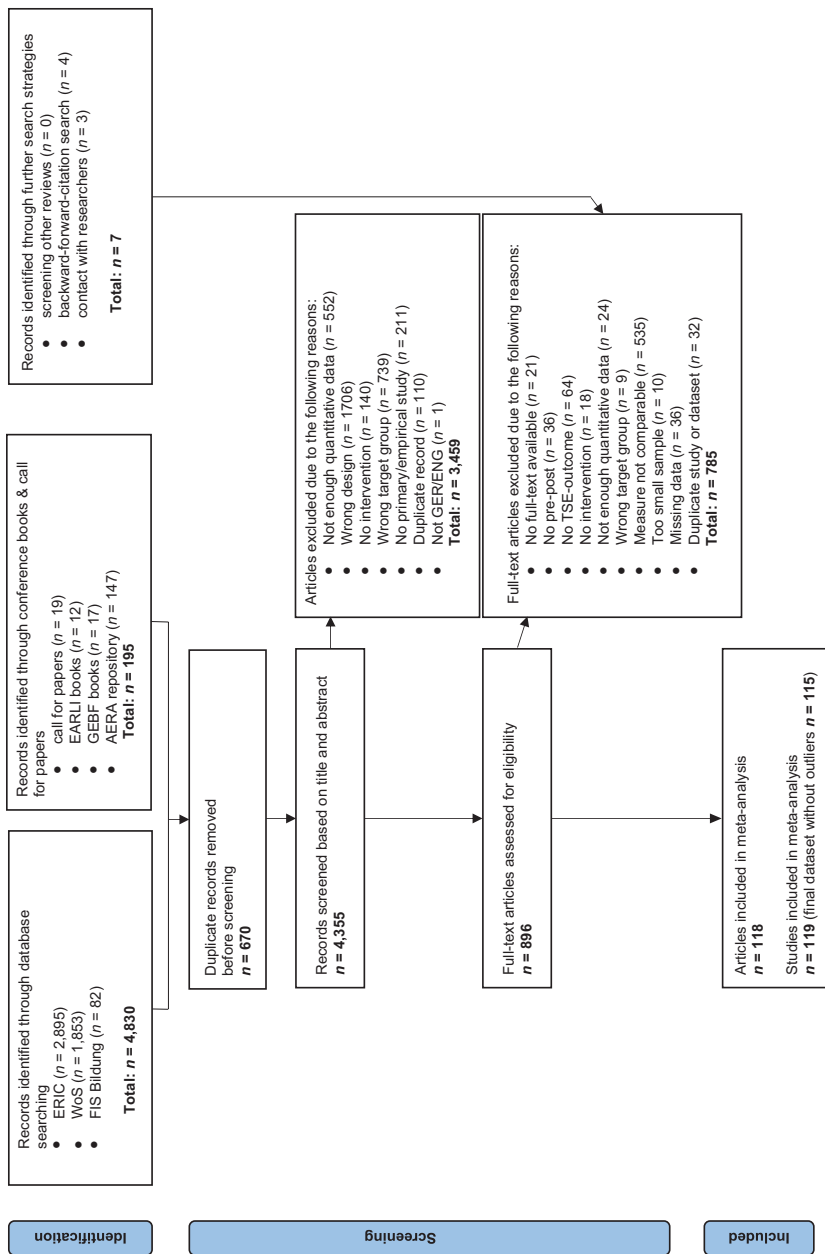 Identification
Records identified through database
searching
● ERIC (n = 2,895)
● WoS (n = 1,853)
● FIS Bildung (n = 82)
Total: n = 4,830
Records identified through conference books & call
for papers
● call for papers (n = 19)
● EARLI books (n = 12)
● GEBF books (n = 17)
● AERA repository (n = 147)
Total: n = 195
Records identified through further search strategies
● screening other reviews (n = 0)
● backward-forward-citation search (n = 4)
● contact with researchers (n = 3)
Total: n = 7
Screening
Duplicate records removed
before screening
n = 670
Records screened based on title and abstract
n = 4,355
Articles excluded due to the following reasons:
● Not enough quantitative data (n = 552)
● Wrong design (n = 1706)
● No intervention (n = 140)
● Wrong target group (n = 739)
● No primary/empirical study (n = 211)
● Duplicate record (n = 110)
● Not GER/ENG (n = 1)
Total: n = 3,459
Full-text articles assessed for eligibility
n = 896
Full-text articles excluded due to the following reasons:
● No full-text available (n = 21)
● No pre-post (n = 36)
● No TSE-outcome (n = 64)
● No intervention (n = 18)
● Not enough quantitative data (n = 24)
● Wrong target group (n = 9)
● Measure not comparable (n = 535)
● Too small sample (n = 10)
● Missing data (n = 36)
● Duplicate study or dataset (n = 32)
Total: n = 785
Included
Articles included in meta-analysis
n = 118
Studies included in meta-analysis
n = 119 (final dataset without outliers n = 115)